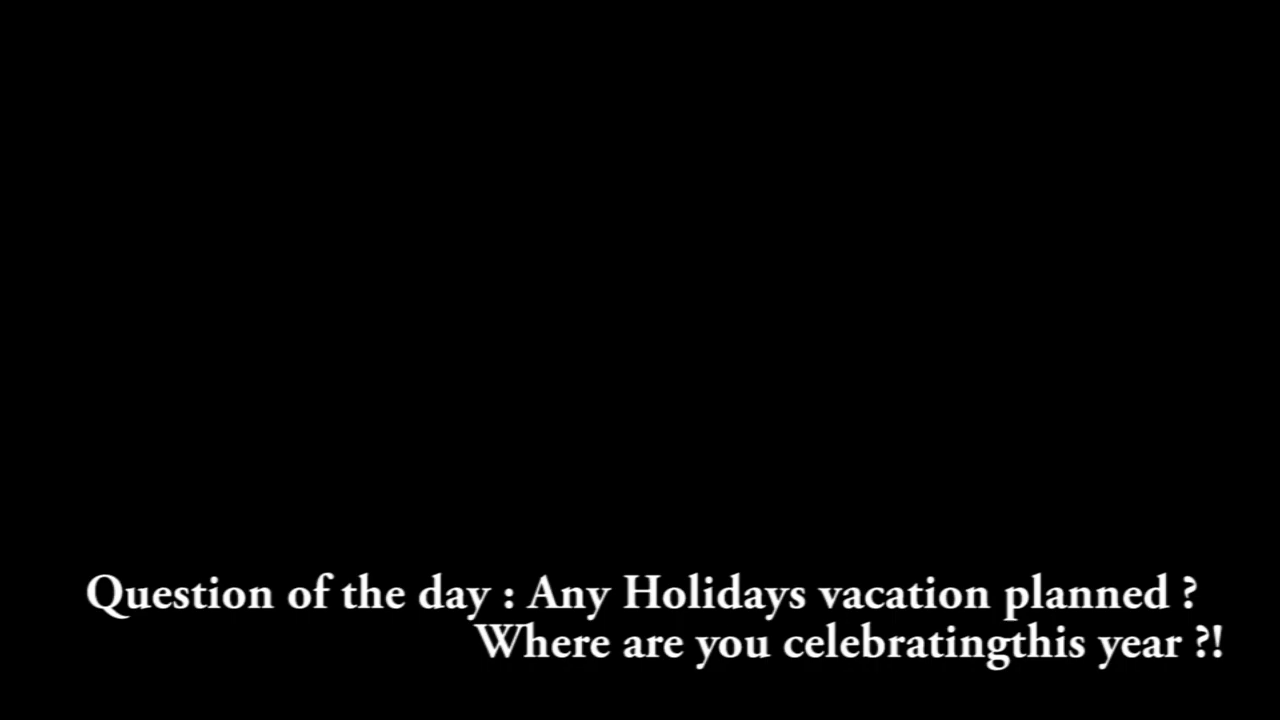 Question of the day : Any Holidays vacation planned ?
Where are you celebratingthis year ?!